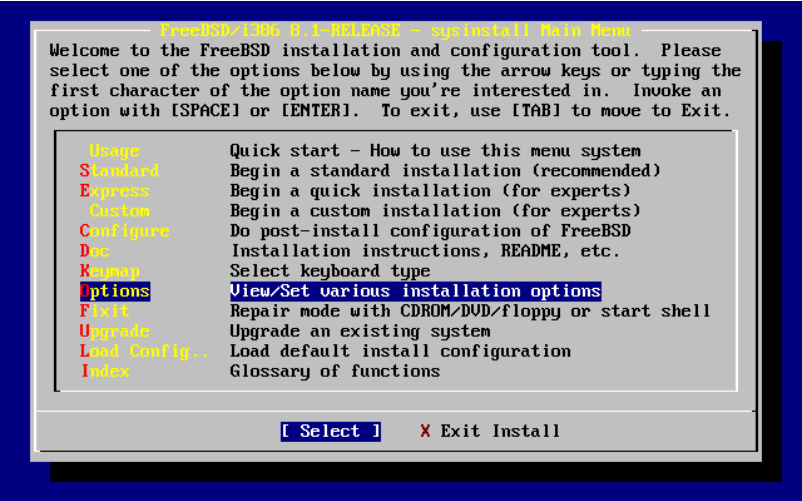 FreeBSD/i386 8.1-RELEASE - sysinstall Main Menu
Welcome to the FreeBSD installation and configuration tool.  Please
select one of the options below by using the arrow keys or typing the
first character of the option name you're interested in.  Invoke an
option with [SPACE] or [ENTER].  To exit, use [TAB] to move to Exit.
Usage Quick start - How to use this menu system
Standard Begin a standard installation (recommended)
Express Begin a quick installation (for experts)
Custom Begin a custom installation (for experts)
Configure Do post-install configuration of FreeBSD
Doc Installation instructions, README, etc.
Keymap Select keyboard type
Options View/Set various installation options
Fixit Repair mode with CDROM/DVD/floppy or start shell
Upgrade Upgrade an existing system
Load Config.. Load default install configuration
Index Glossary of functions
[ Select ] X Exit Install